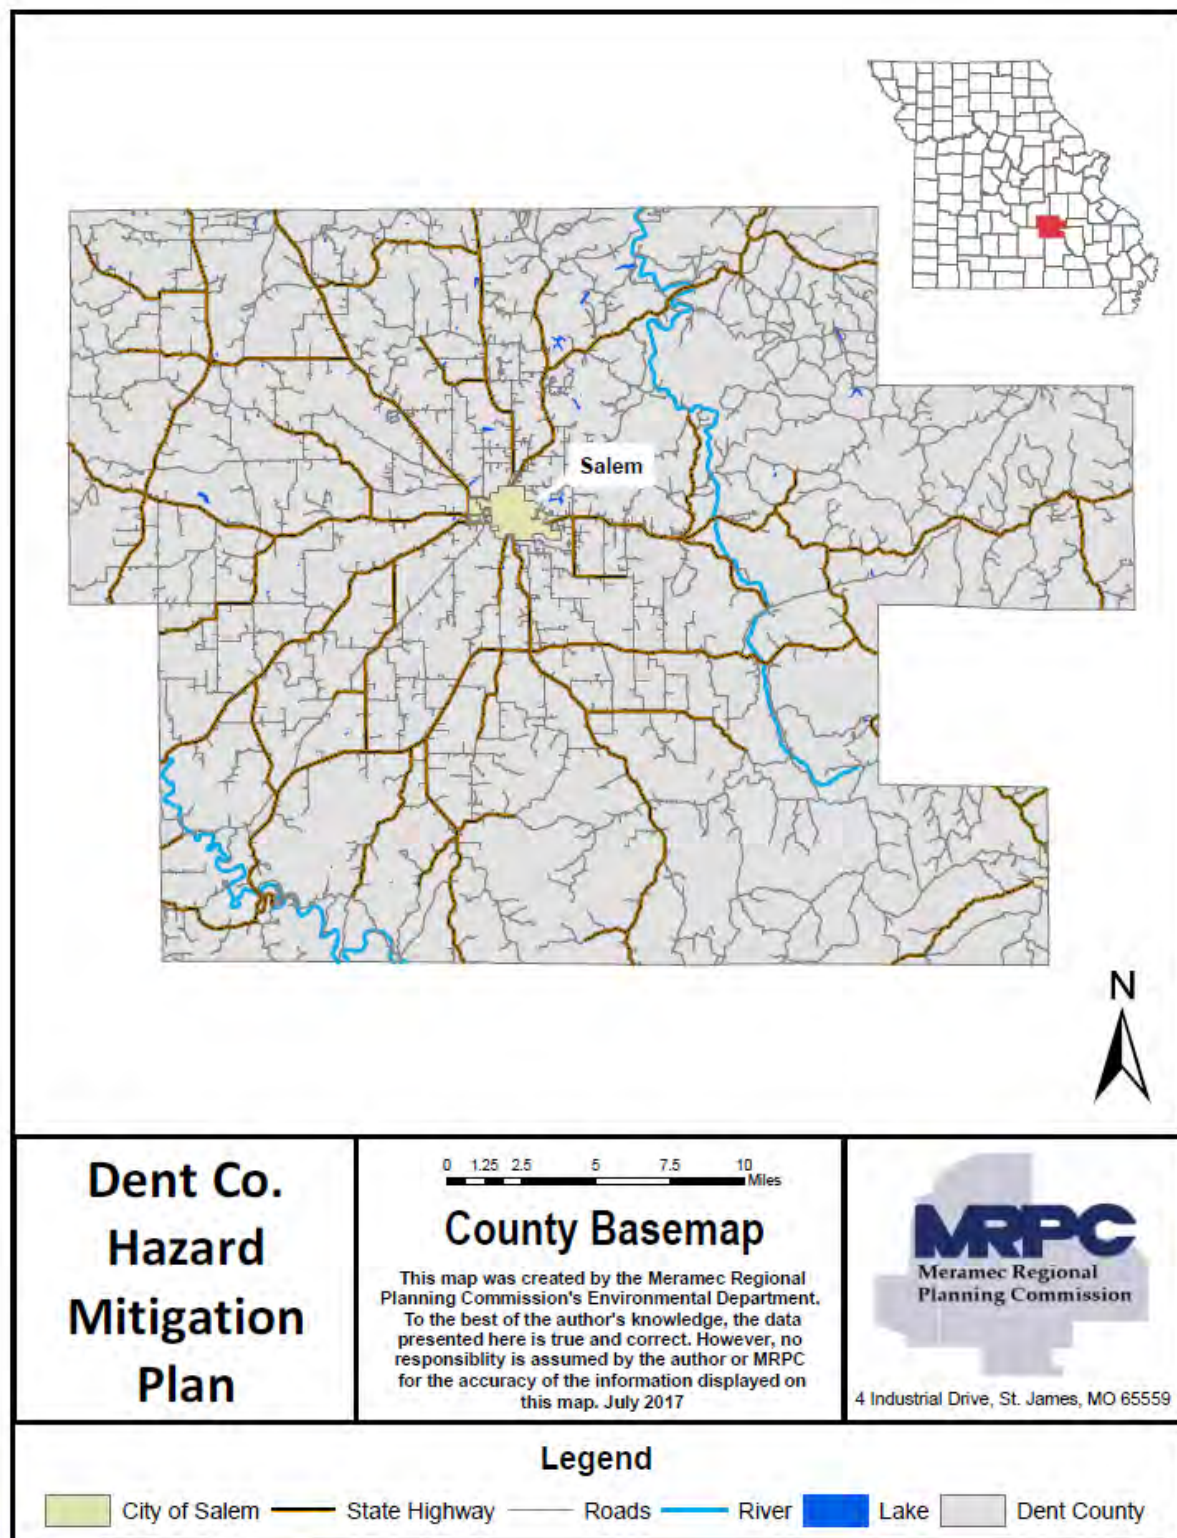 Salem
N
Dent Co.
Hazard
Mitigation
Plan
0 1.25 2.5 5 7.5 10
Miles
County Basemap
This map was created by the Meramec Regional
Planning Commission's Environmental Department.
To the best of the author's knowledge, the data
presented here is true and correct. However, no
responsiblity is assumed by the author or MRPC
for the accuracy of the information displayed on
this map. July 2017
MRPC
Meramec Regional
Planning Commission
4 Industrial Drive, St. James, MO 65559
Legend
City of Salem State Highway Roads River Lake Dent County